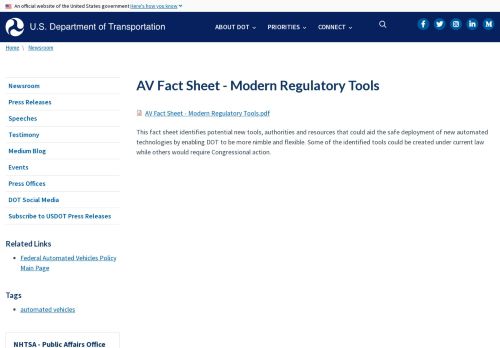 An official website of the United States government Here's how you know
U.S. Department of Transportation
ABOUT DOT
PRIORITIES
CONNECT
Home \ Newsroom
Newsroom
Press Releases
Speeches
Testimony
Medium Blog
Events
Press Offices
DOT Social Media
Subscribe to USDOT Press Releases
Related Links
Federal Automated Vehicles Policy
Main Page
Tags
automated vehicles
NHTSA - Public Affairs Office
AV Fact Sheet - Modern Regulatory Tools
AV Fact Sheet - Modern Regulatory Tools.pdf
This fact sheet identifies potential new tools, authorities and resources that could aid the safe deployment of new automated
technologies by enabling DOT to be more nimble and flexible. Some of the identified tools could be created under current law
while others would require Congressional action.